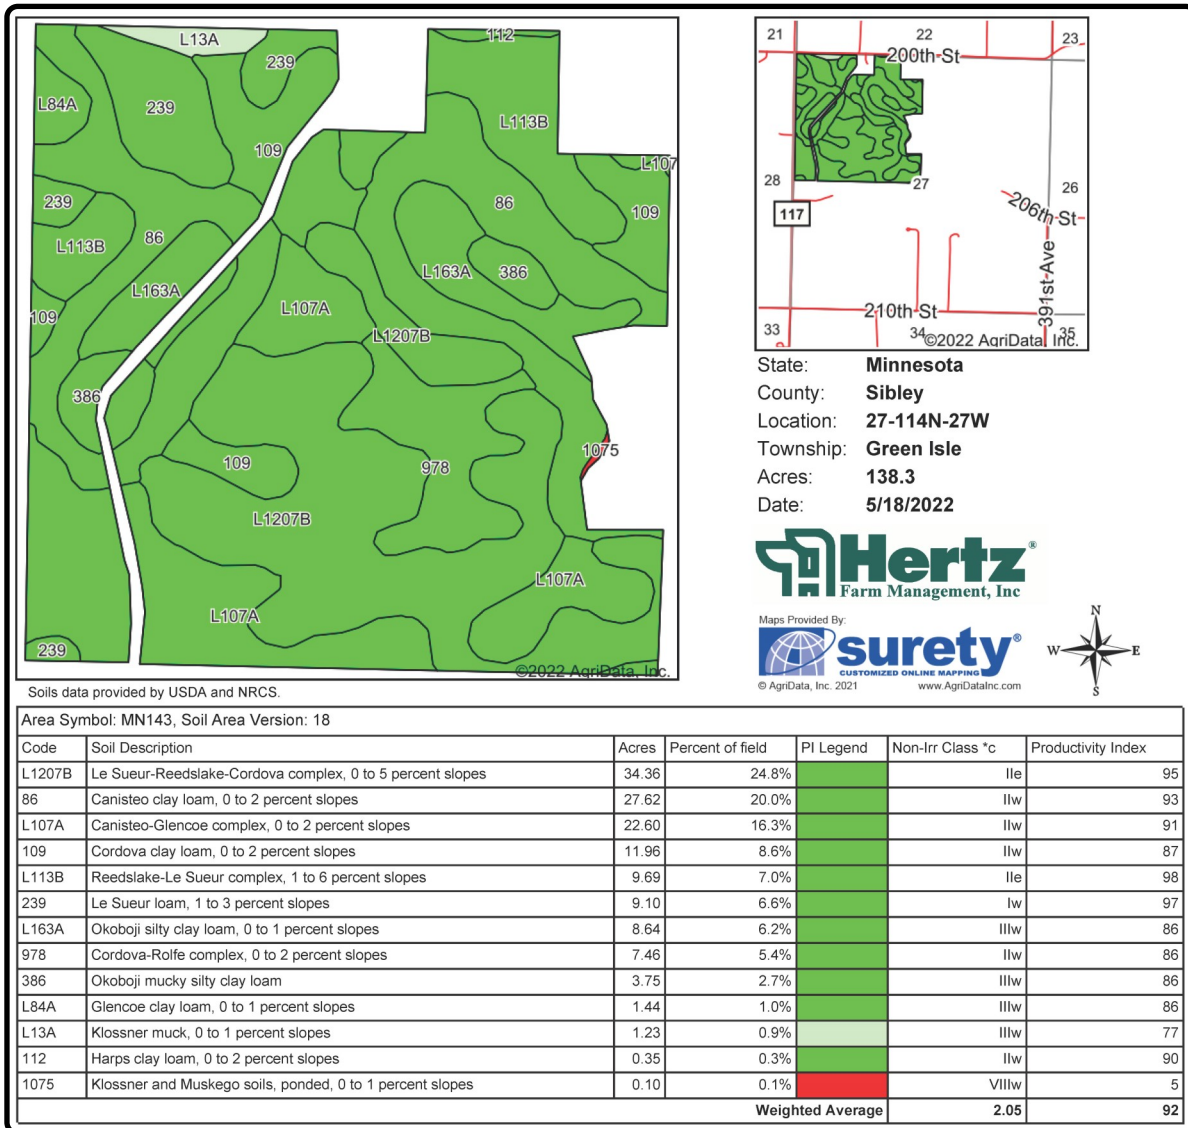 L13A
112
239
L84A
239
L113B
109
L107
239
86
109
L113B
86
L163A
386
L163A
L107A
109
L1207B
386
1075
109
978
L1207B
L107A
L107A
239
©2022 AgriData, Inc.
Soils data provided by USDA and NRCS.
21
22
23
200th St
28
27
26
117
206th St
391st Ave
210th St
33
34
35
©2022 AgriData, Inc.
State: Minnesota
County: Sibley
Location: 27-114N-27W
Township: Green Isle
Acres: 138.3
Date: 5/18/2022
Hertz®
Farm Management, Inc
Maps Provided By:
surety®
CUSTOMIZED ONLINE MAPPING
© AgriData, Inc. 2021 www.AgriDataInc.com
N
W E
S
Area Symbol: MN143, Soil Area Version: 18
Code Soil Description Acres Percent of field PI Legend Non-Irr Class *c Productivity Index
L1207B Le Sueur-Reedslake-Cordova complex, 0 to 5 percent slopes 34.36 24.8% IIe 95
86 Canisteo clay loam, 0 to 2 percent slopes 27.62 20.0% IIw 93
L107A Canisteo-Glencoe complex, 0 to 2 percent slopes 22.60 16.3% IIw 91
109 Cordova clay loam, 0 to 2 percent slopes 11.96 8.6% IIw 87
L113B Reedslake-Le Sueur complex, 1 to 6 percent slopes 9.69 7.0% IIe 98
239 Le Sueur loam, 1 to 3 percent slopes 9.10 6.6% Iw 97
L163A Okoboji silty clay loam, 0 to 1 percent slopes 8.64 6.2% IIIw 86
978 Cordova-Rolfe complex, 0 to 2 percent slopes 7.46 5.4% IIw 86
386 Okoboji mucky silty clay loam 3.75 2.7% IIIw 86
L84A Glencoe clay loam, 0 to 1 percent slopes 1.44 1.0% IIIw 86
L13A Klossner muck, 0 to 1 percent slopes 1.23 0.9% IIIw 77
112 Harps clay loam, 0 to 2 percent slopes 0.35 0.3% IIw 90
1075 Klossner and Muskego soils, ponded, 0 to 1 percent slopes 0.10 0.1% VIIIw 5
Weighted Average 2.05 92